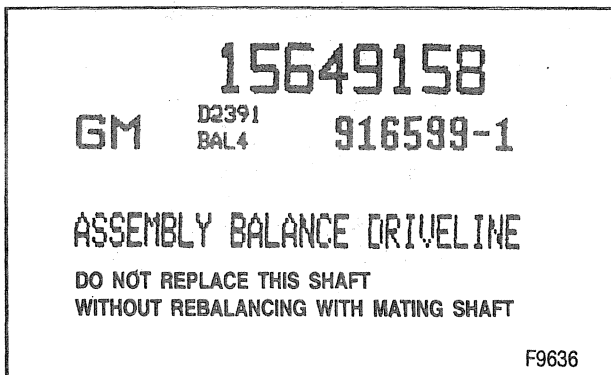 15649158
GM D2391 BAL4 916599-1
ASSEMBLY BALANCE DRIVELINE
DO NOT REPLACE THIS SHAFT
WITHOUT REBALANCING WITH MATING SHAFT
F9636